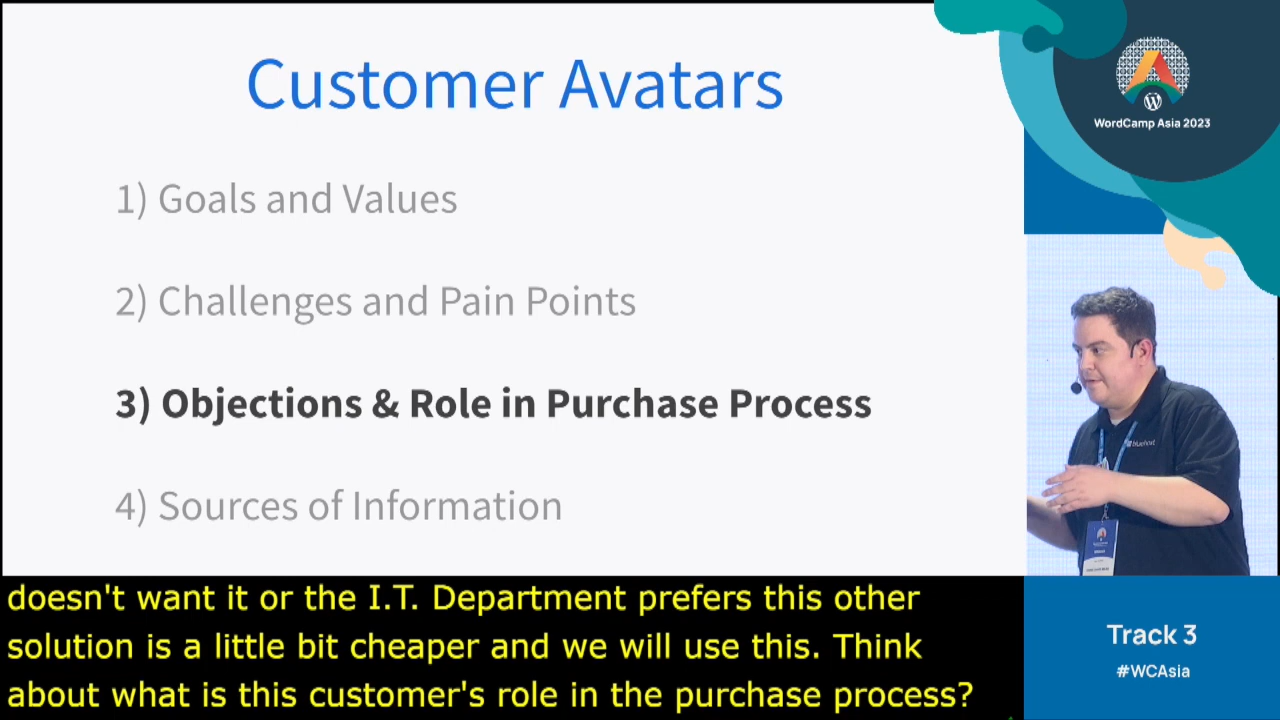 Customer Avatars
1) Goals and Values
2) Challenges and Pain Points
3) Objections & Role in Purchase Process
4) Sources of Information
doesn't want it or the I.T. Department prefers this other
solution is a little bit cheaper and we will use this. Think
about what is this customer's role in the purchase process?
WordCamp Asia 2023
bluehost
Track 3
#WCAsia